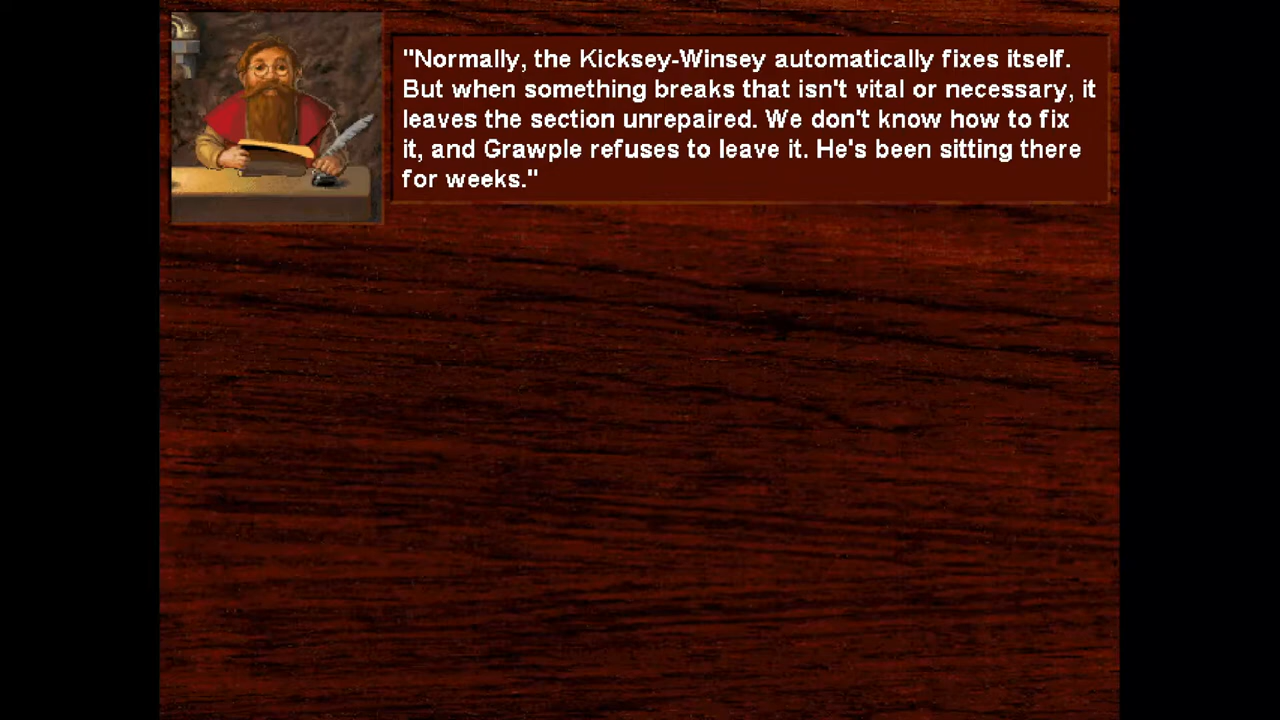 "Normally, the Kicksey-Winsey automatically fixes itself.
But when something breaks that isn't vital or necessary, it
leaves the section unrepaired. We don't know how to fix
it, and Grawple refuses to leave it. He's been sitting there
for weeks."